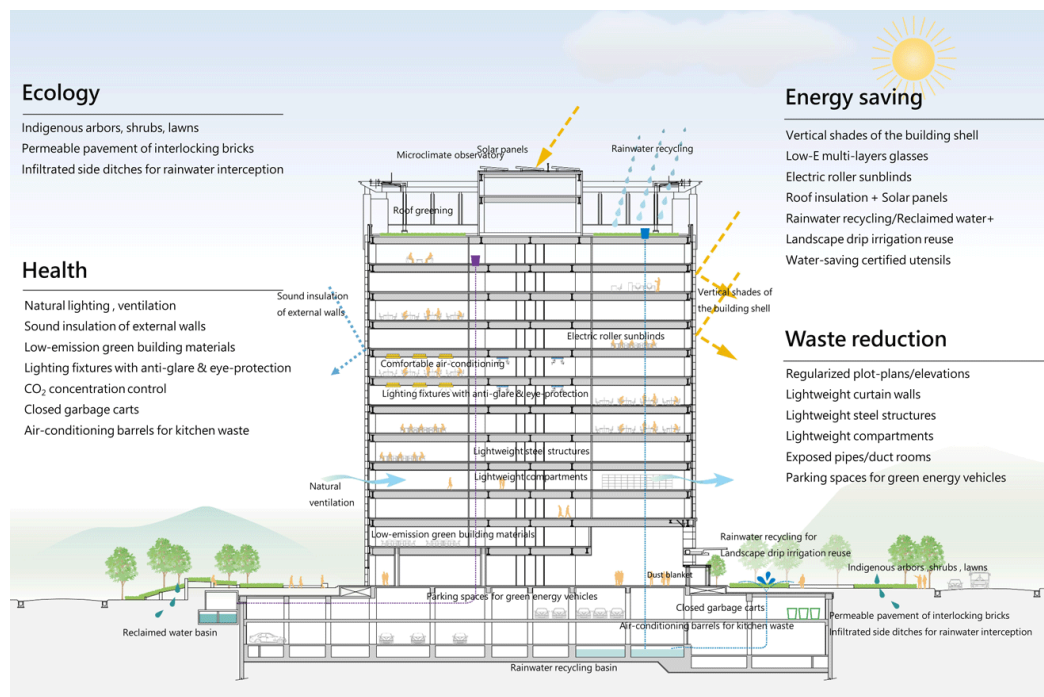 Ecology
Indigenous arbors, shrubs, lawns
Permeable pavement of interlocking bricks
Infiltrated side ditches for rainwater interception
Health
Natural lighting , ventilation
Sound insulation of external walls
Low-emission green building materials
Lighting fixtures with anti-glare & eye-protection
CO₂ concentration control
Closed garbage carts
Air-conditioning barrels for kitchen waste
Energy saving
Vertical shades of the building shell
Low-E multi-layers glasses
Electric roller sunblinds
Roof insulation + Solar panels
Rainwater recycling/Reclaimed water+
Landscape drip irrigation reuse
Water-saving certified utensils
Waste reduction
Regularized plot-plans/elevations
Lightweight curtain walls
Lightweight steel structures
Lightweight compartments
Exposed pipes/duct rooms
Parking spaces for green energy vehicles
Solar panels
Microclimate observatory
Rainwater recycling
Roof greening
Sound insulation
of external walls
Vertical shades of
the building shell
Electric roller sunblinds
Comfortable air-conditioning
Lighting fixtures with anti-glare & eye-protection
Lightweight steel structures
Lightweight compartments
Natural
ventilation
Low-emission green building materials
Rainwater recycling for
Landscape drip irrigation reuse
Indigenous arbors ,shrubs , lawns
Dust blanket
Parking spaces for green energy vehicles
Closed garbage carts
Air-conditioning barrels for kitchen waste
Permeable pavement of interlocking bricks
Infiltrated side ditches for rainwater interception
Reclaimed water basin
Rainwater recycling basin